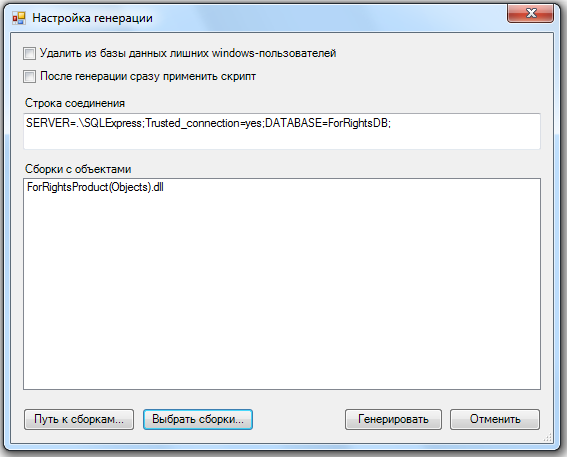 Настройка генерации
Удалить из базы данных лишних windows-пользователей
После генерации сразу применить скрипт
Строка соединения
SERVER=.\SQLExpress;Trusted_connection=yes;DATABASE=ForRightsDB;
Сборки с объектами
ForRightsProduct(Objects).dll
Путь к сборкам... Выбрать сборки... Генерировать Отменить